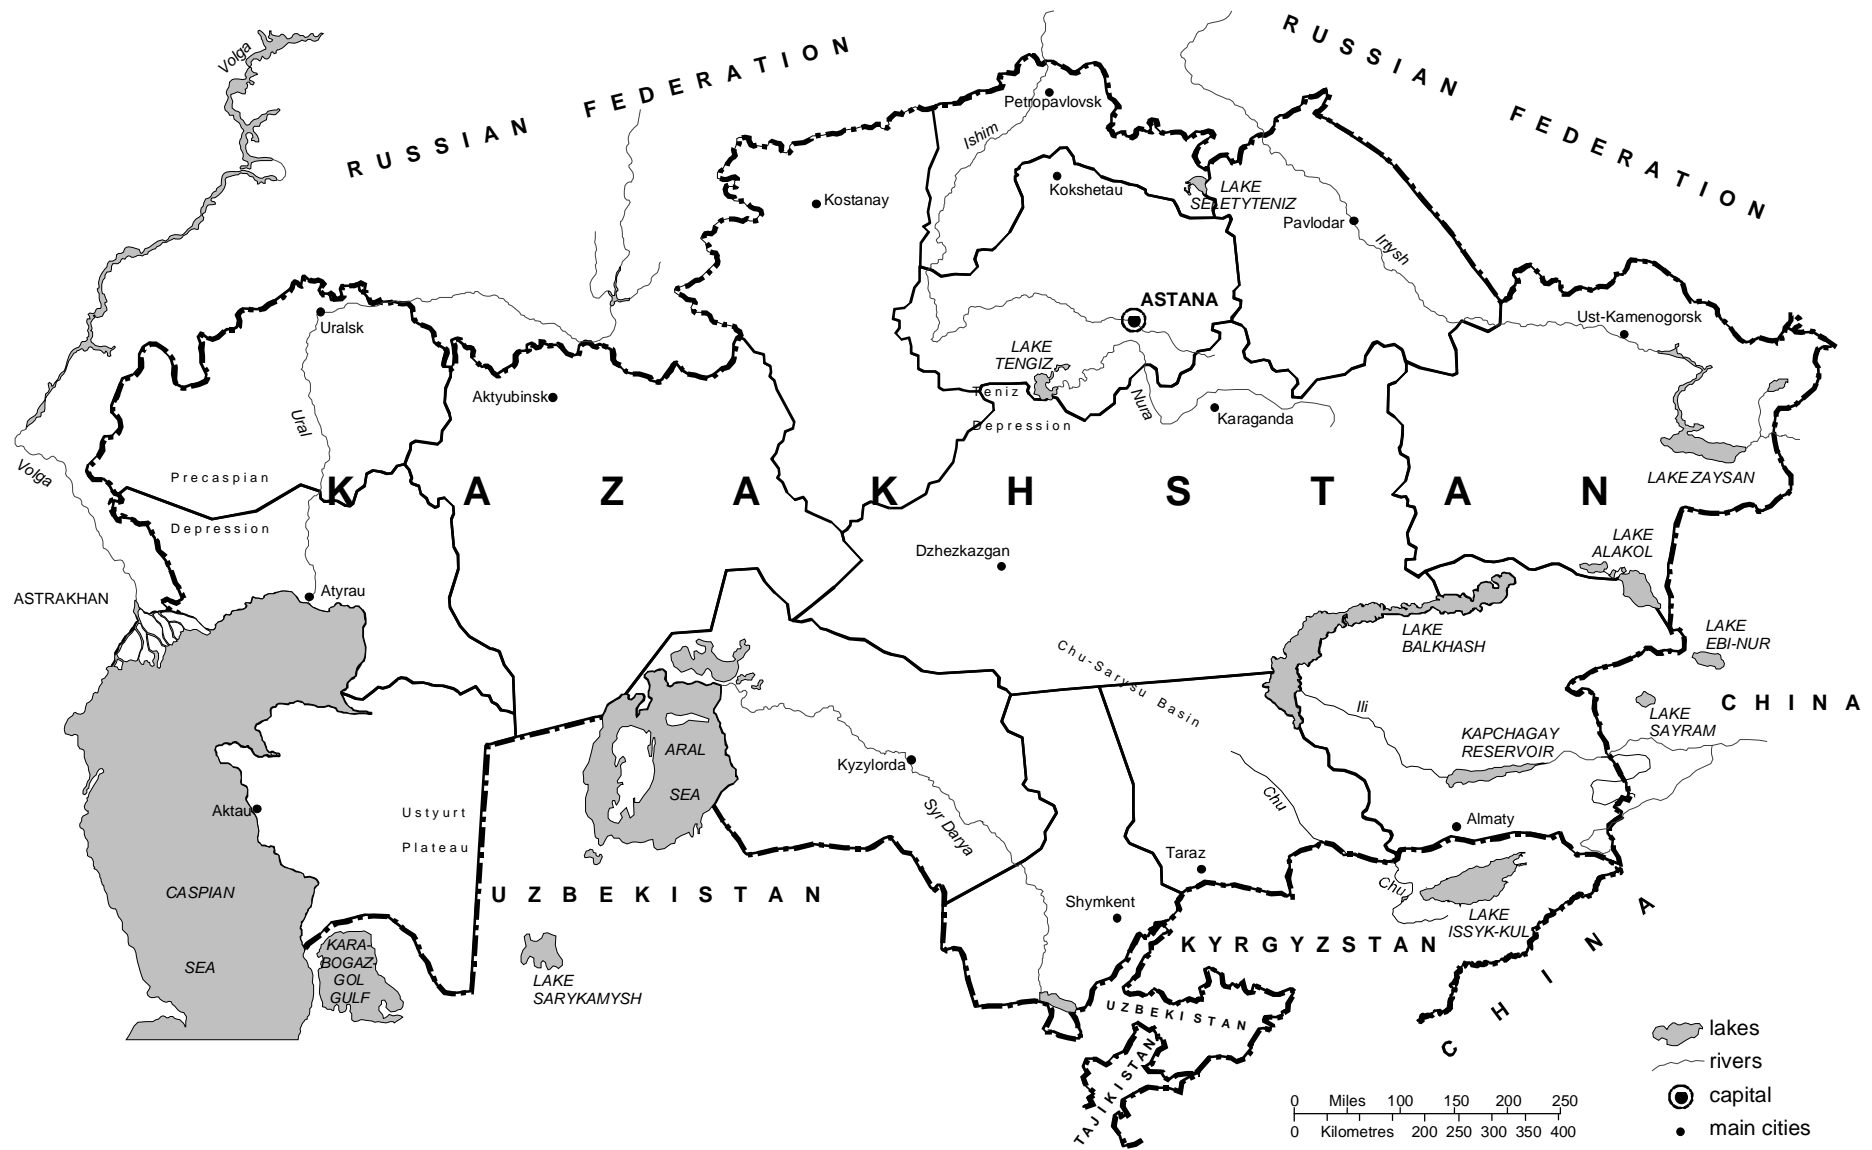 Volga
RUSSIAN FEDERATION
RUSSIAN FEDERATION
Petropavlovsk
Ishim
Kokshetau
LAKE
SELETYTENIZ
Kostanay
Pavlodar
Irtysh
ASTANA
Uralsk
Ust-Kamenogorsk
LAKE
TENGIZ
Teniz
Depression
Nura
Karaganda
Aktyubinsk
Ural
Volga
Precaspian
Depression
KAZAKHSTAN
LAKE ZAYSAN
LAKE
ALAKOL
Dzhezkazgan
ASTRAKHAN
Atyrau
LAKE
BALKHASH
LAKE
EBI-NUR
Chu-Sarysu Basin
CHINA
LAKE
SAYRAM
Ili
KAPCHAGAY
RESERVOIR
ARAL
SEA
Kyzylorda
Syr Darya
Chu
Almaty
Aktau
Ustyurt
Plateau
Taraz
Chu
CASPIAN
SEA
UZBEKISTAN
Shymkent
LAKE
ISSYK-KUL
KYRGYZSTAN
CHINA
KARA-
BOGAZ-
GOL
GULF
LAKE
SARYKAMYSH
UZBEKISTAN
TAJIKISTAN
lakes
rivers
capital
main cities
0 Miles 100 150 200 250
0 Kilometres 200 250 300 350 400